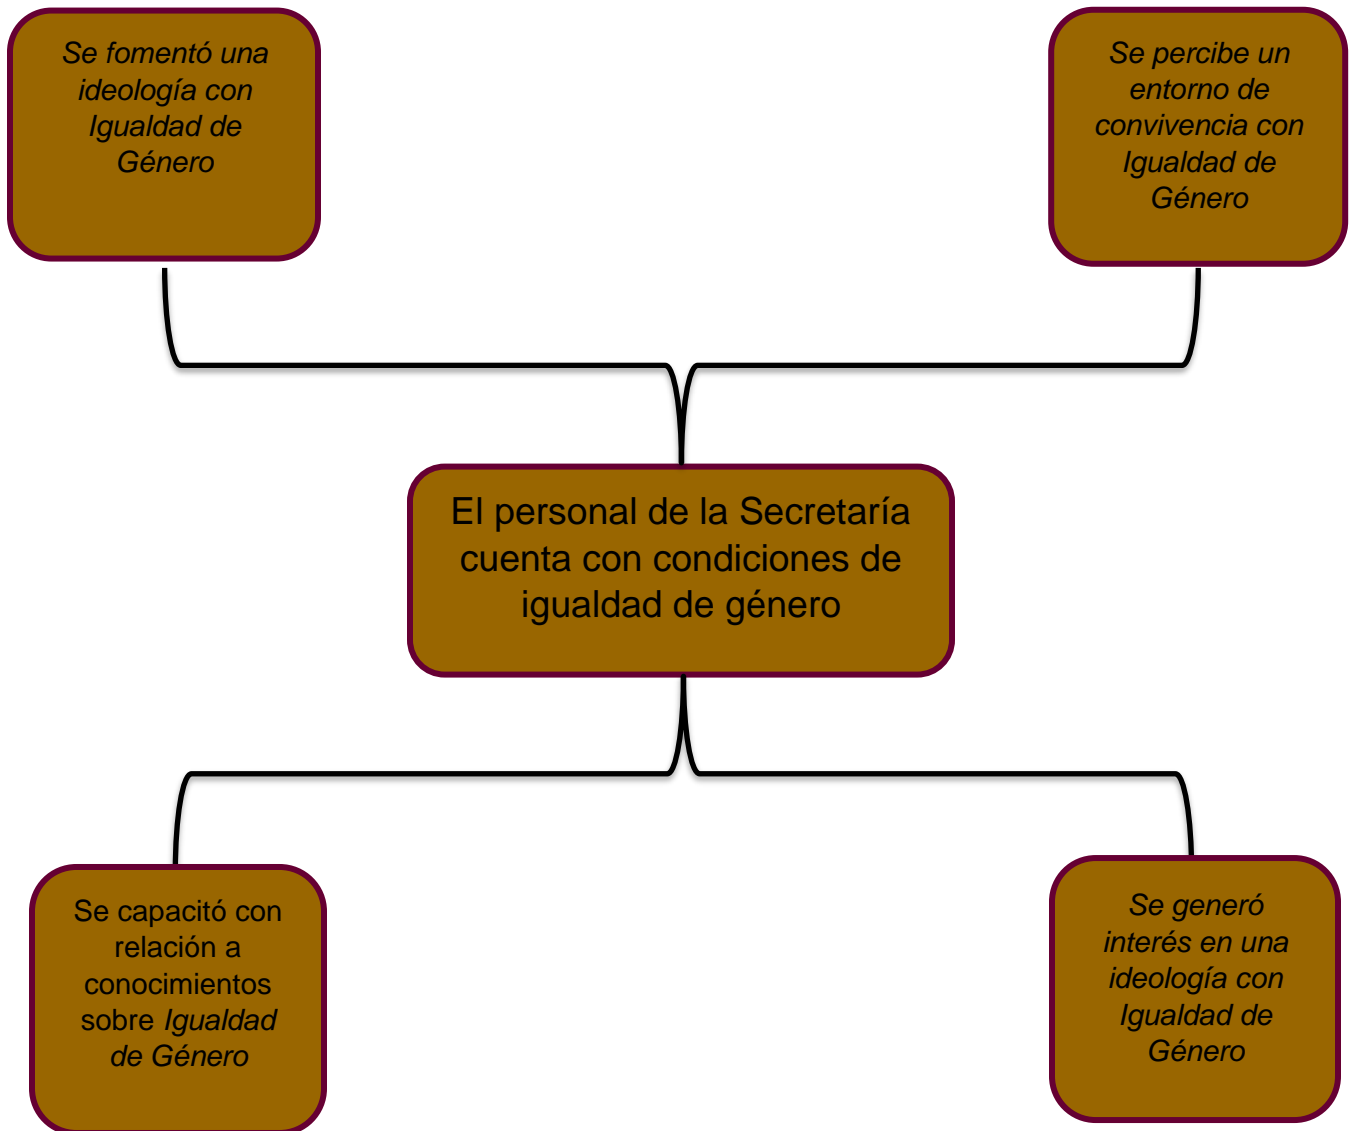 Se fomentó una
ideología con
Igualdad de
Género
Se percibe un
entorno de
convivencia con
Igualdad de
Género
El personal de la Secretaría
cuenta con condiciones de
igualdad de género
Se capacitó con
relación a
conocimientos
sobre Igualdad
de Género
Se generó
interés en una
ideología con
Igualdad de
Género